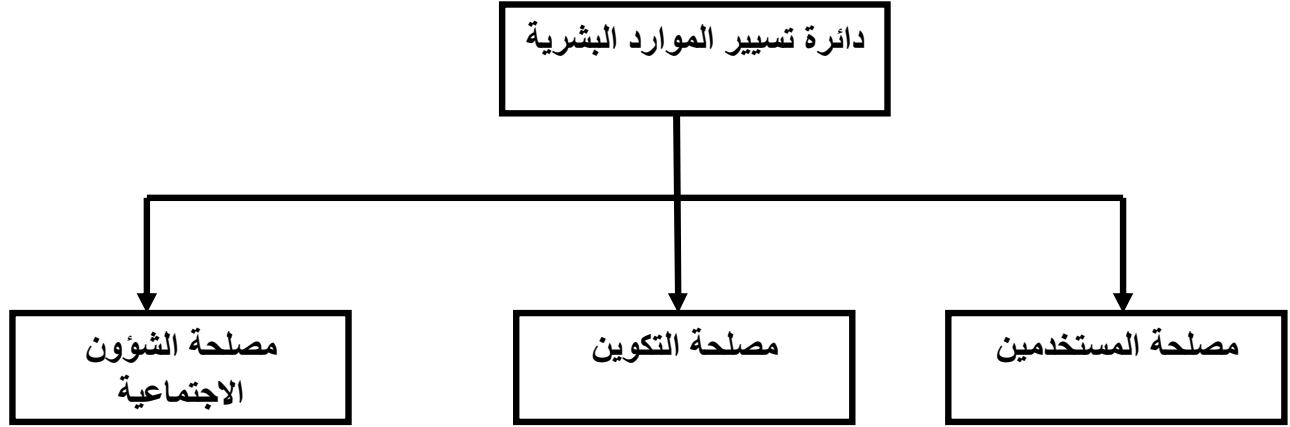 دائرة تسيير الموارد البشرية
مصلحة المستخدمين
مصلحة التكوين
مصلحة الشؤون
الاجتماعية